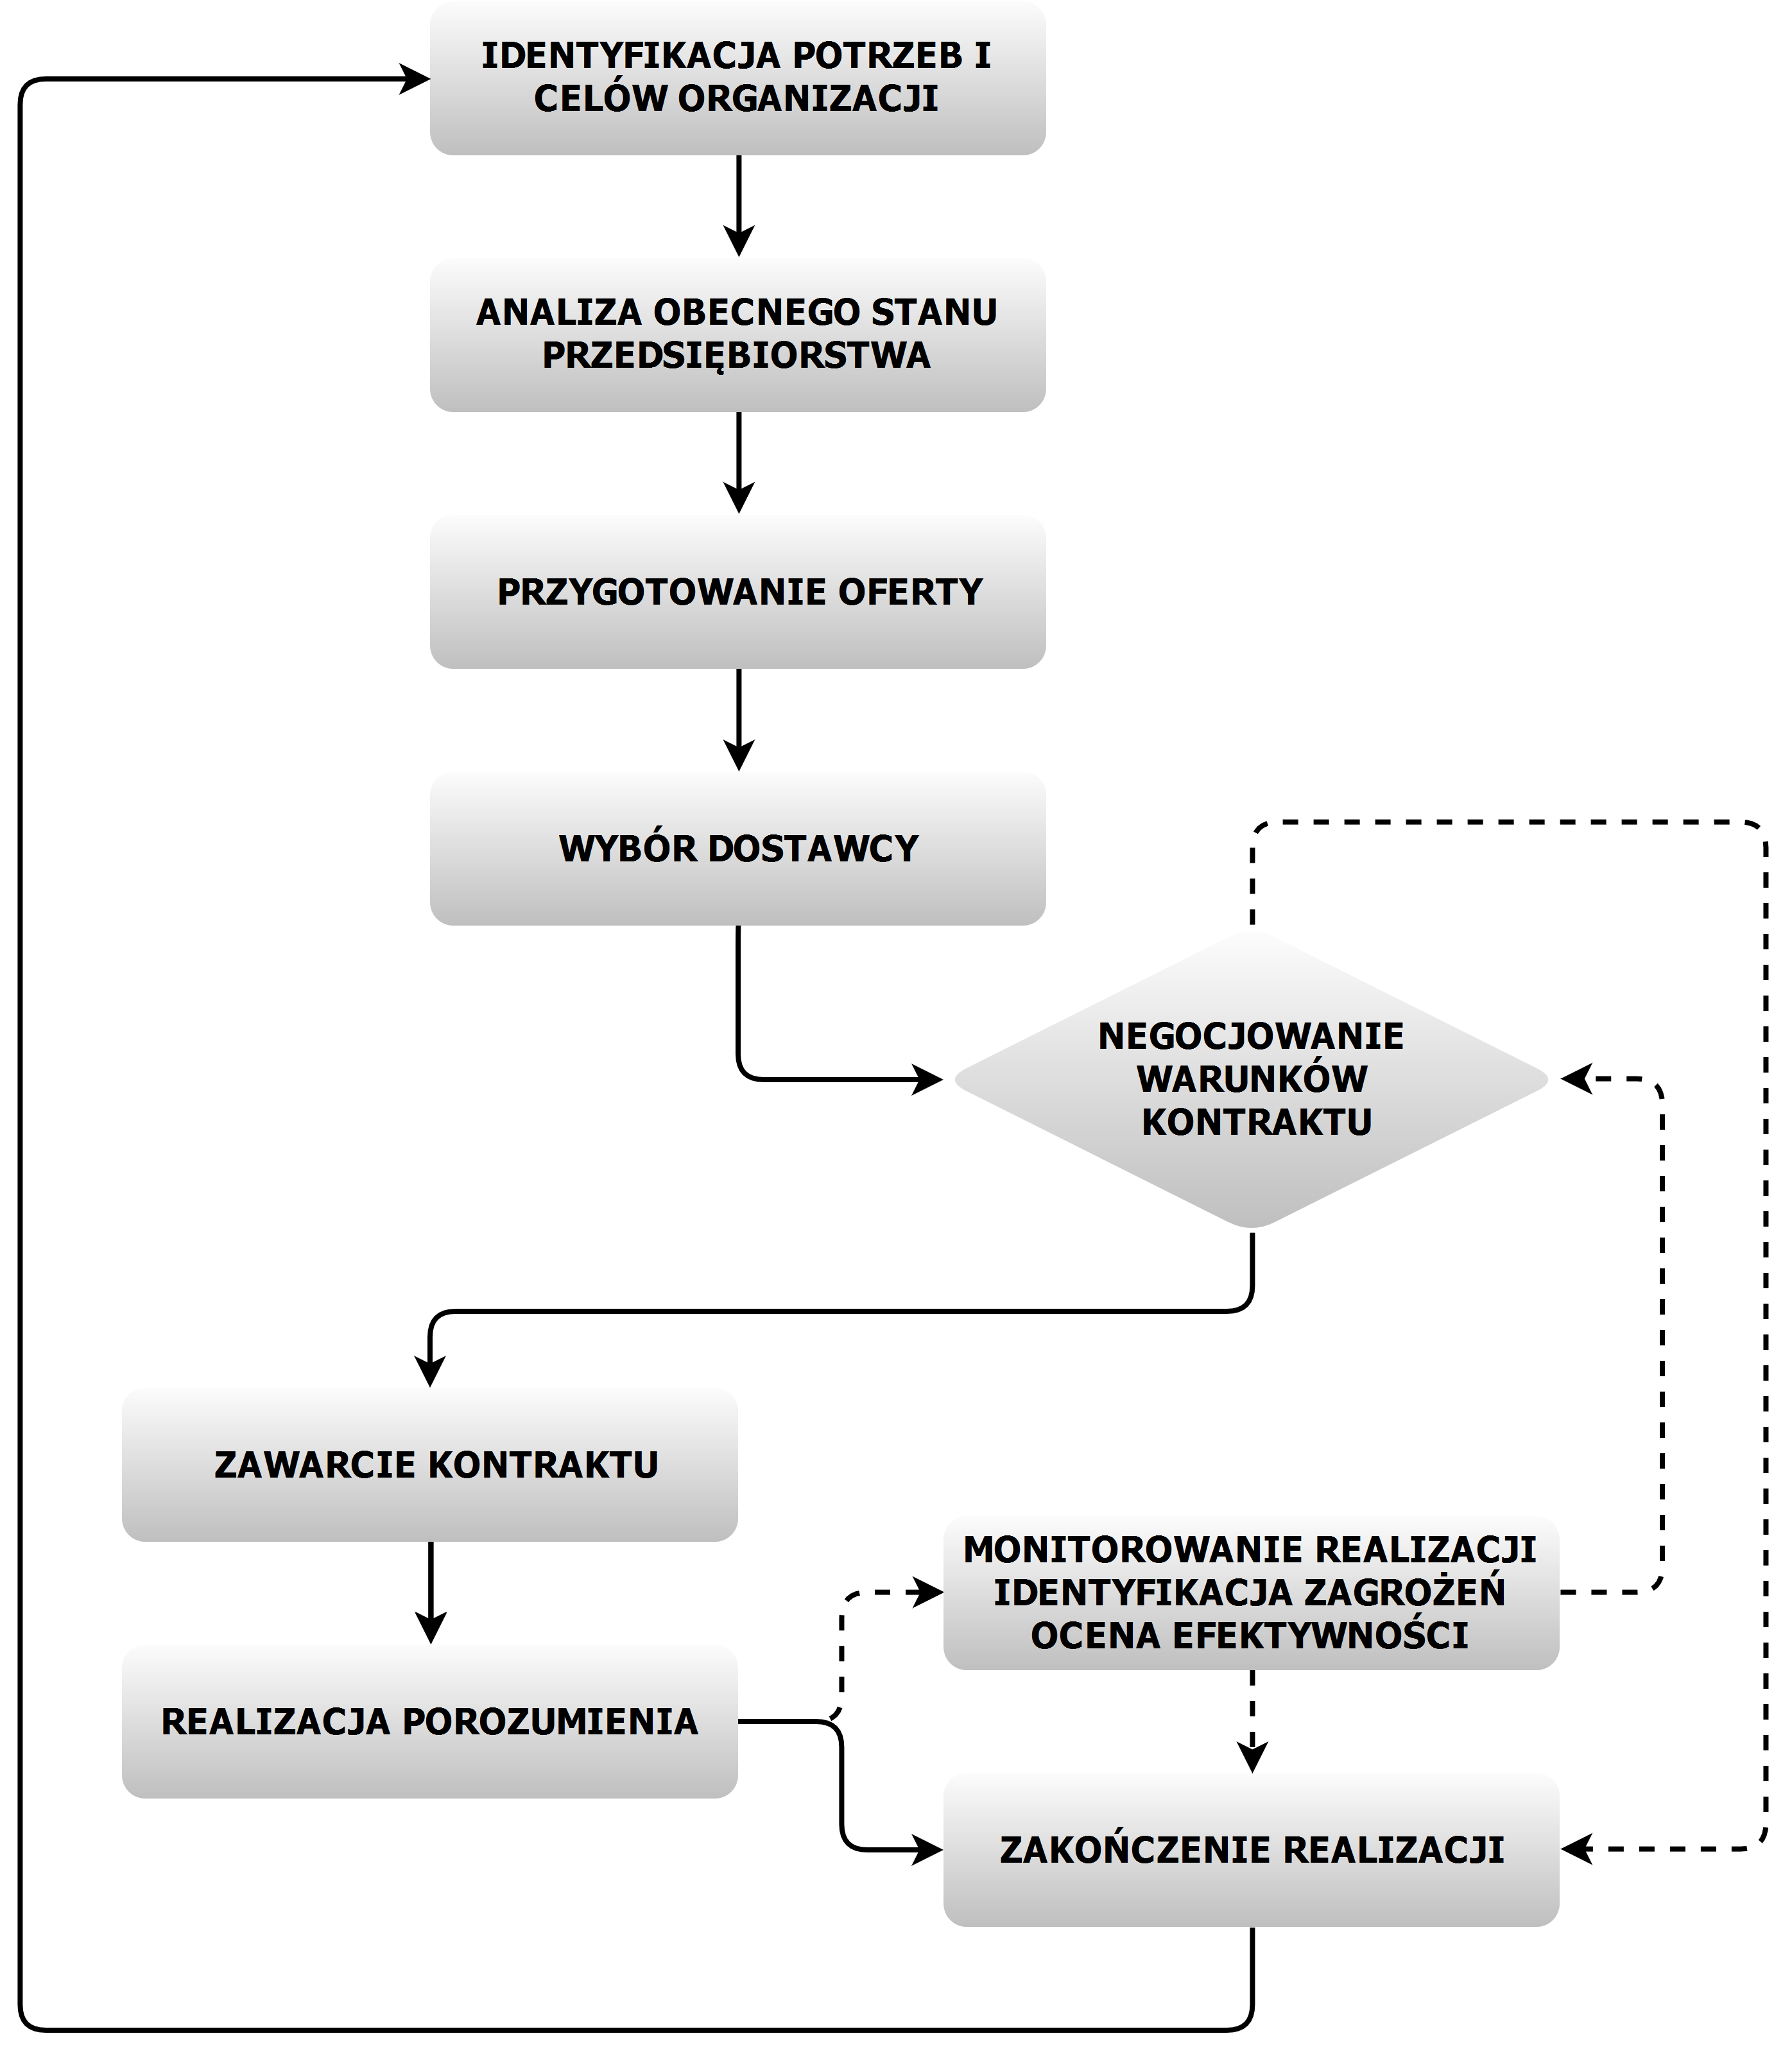 IDENTYFIKACJA POTRZEB I
CELÓW ORGANIZACJI
ANALIZA OBECNEGO STANU
PRZEDSIĘBIORSTWA
PRZYGOTOWANIE OFERTY
WYBÓR DOSTAWCY
NEGOCJOWANIE
WARUNKÓW
KONTRAKTU
ZAWARCIE KONTRAKTU
MONITOROWANIE REALIZACJI
IDENTYFIKACJA ZAGROŻEŃ
OCENA EFEKTYWNOŚCI
REALIZACJA POROZUMIENIA
ZAKOŃCZENIE REALIZACJI